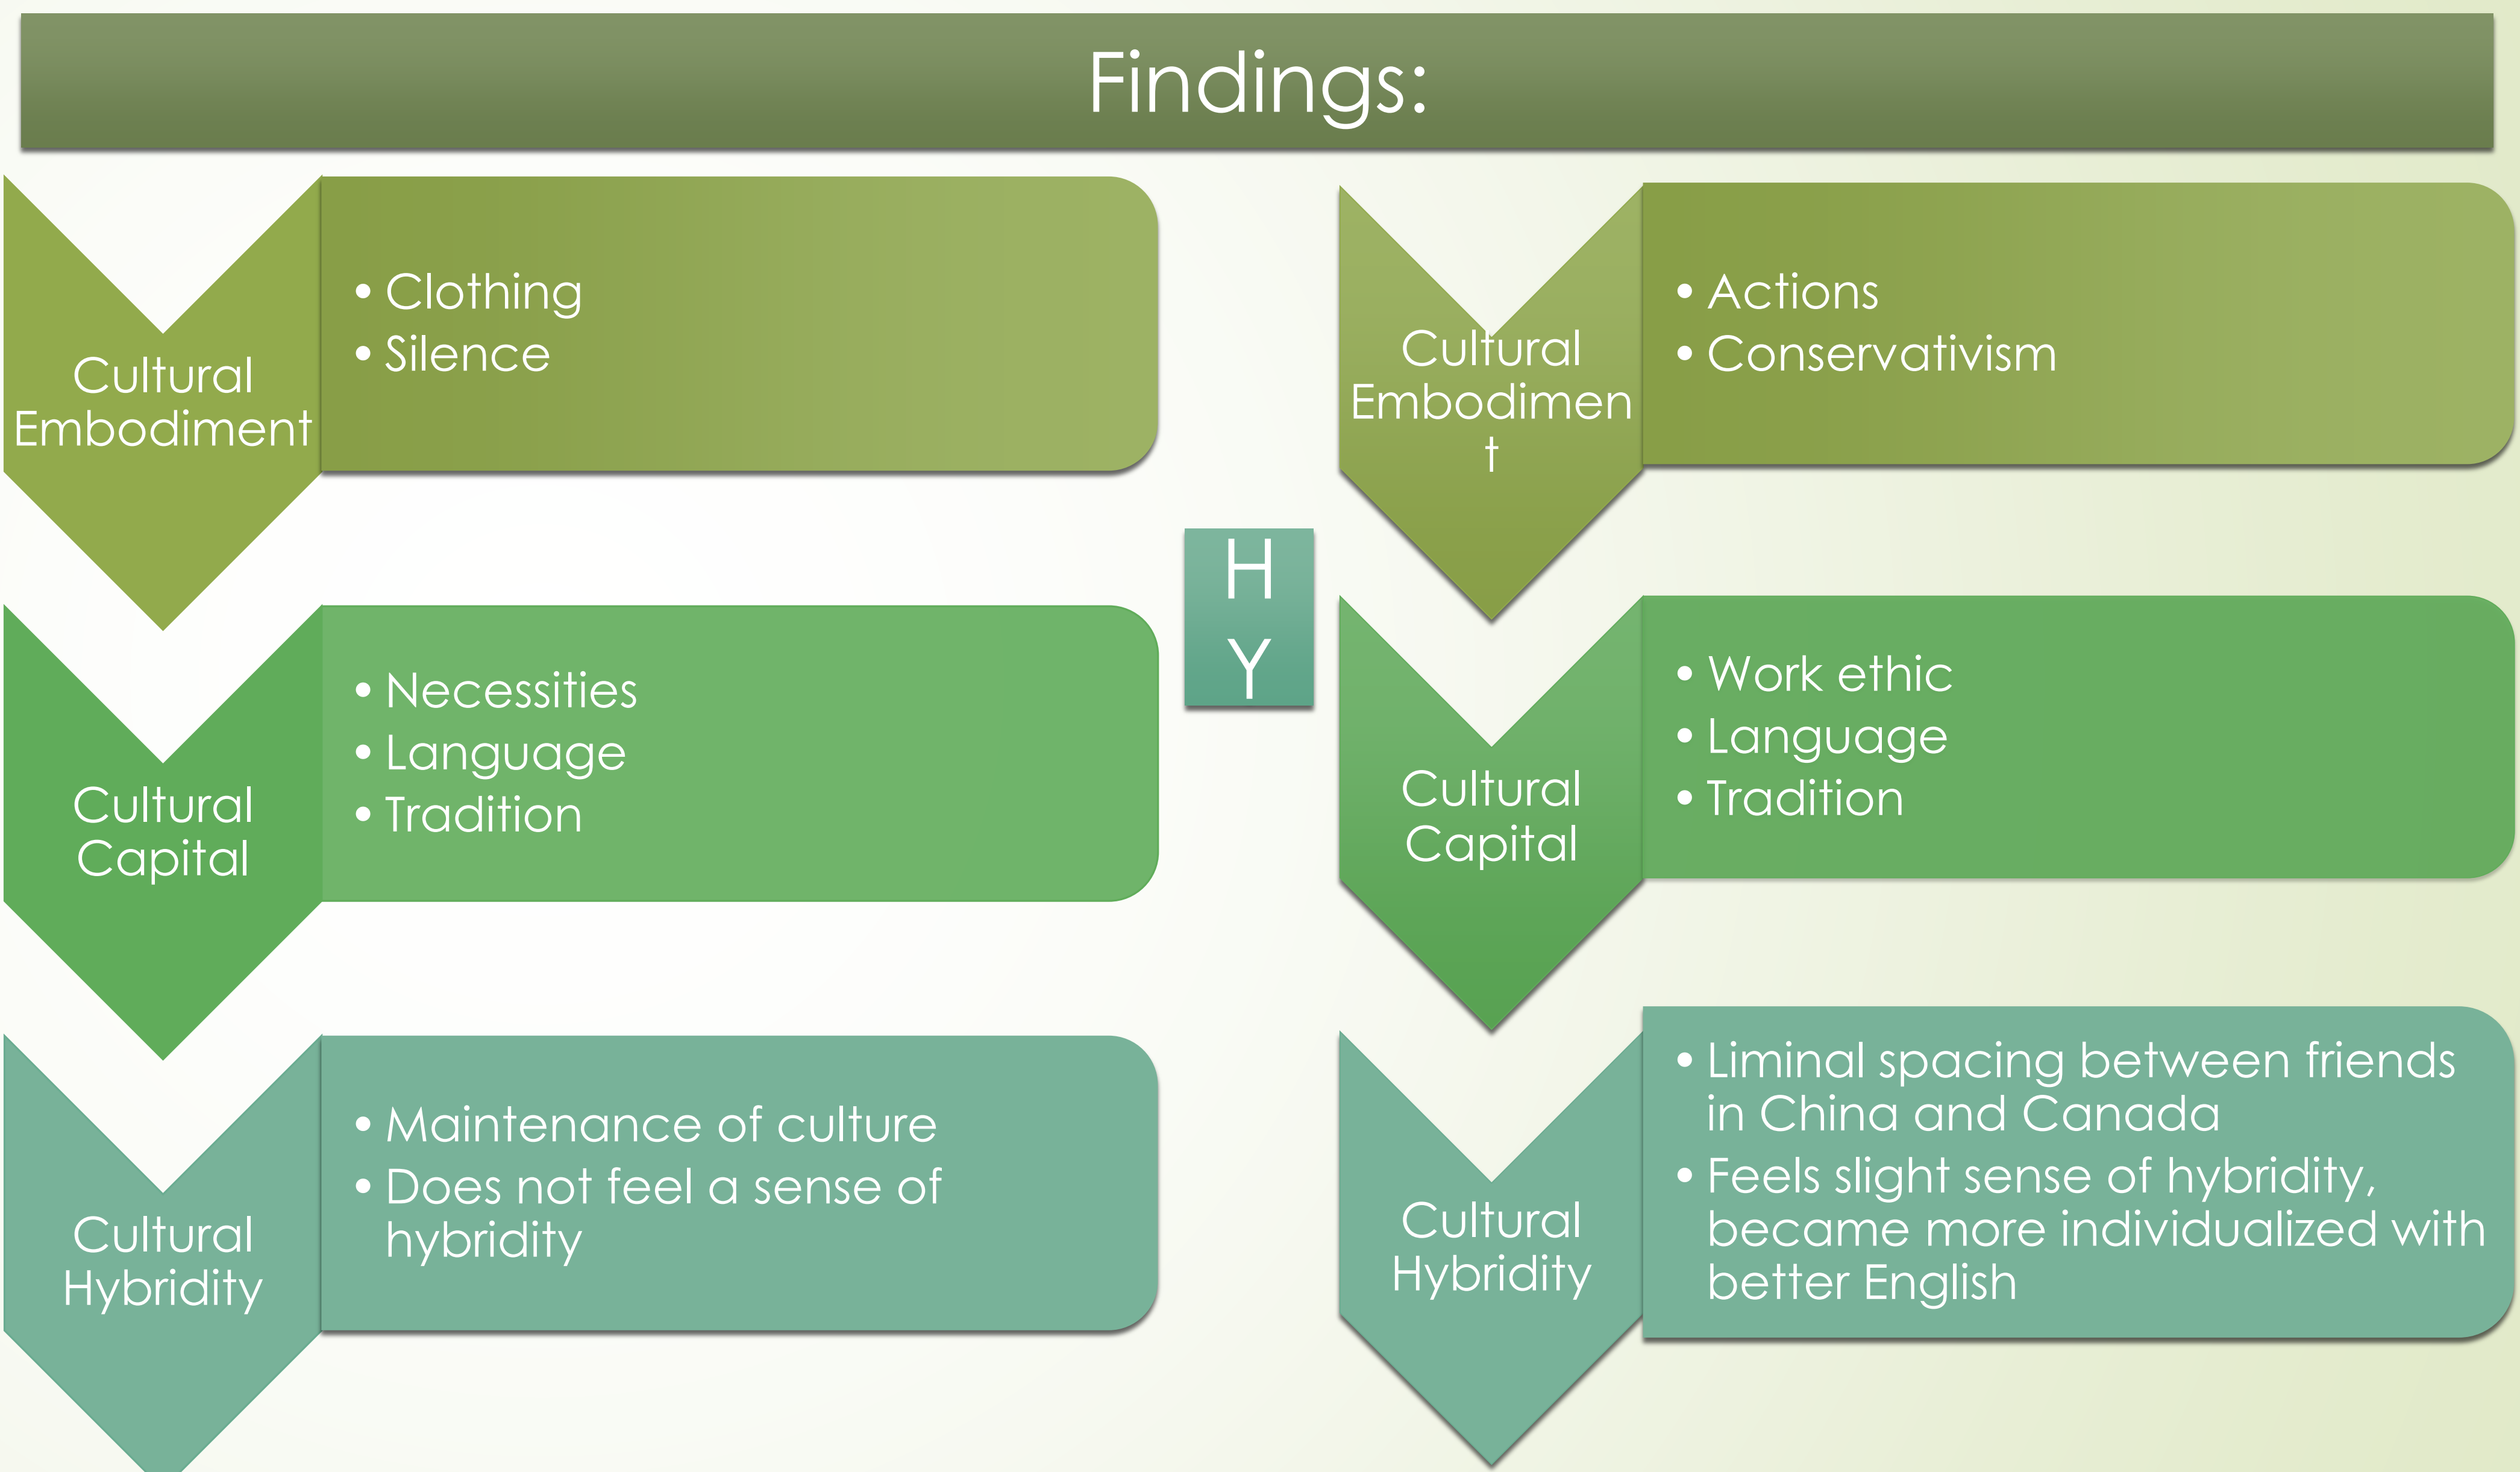 Findings:
Cultural
Embodiment
• Clothing
• Silence
Cultural
Capital
• Necessities
• Language
• Tradition
Cultural
Hybridity
• Maintenance of culture
• Does not feel a sense of
hybridity
H
Y
Cultural
Embodimen
t
• Actions
• Conservativism
Cultural
Capital
• Work ethic
• Language
• Tradition
Cultural
Hybridity
• Liminal spacing between friends
in China and Canada
• Feels slight sense of hybridity,
became more individualized with
better English